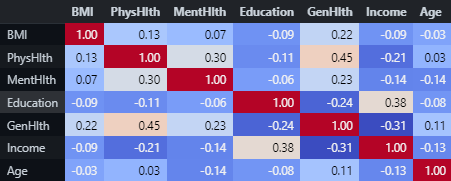 BMI PhysHlth MentHlth Education GenHlth Income Age
BMI 1.00 0.13 0.07 -0.09 0.22 -0.09 -0.03
PhysHlth 0.13 1.00 0.30 -0.11 0.45 -0.21 0.03
MentHlth 0.07 0.30 1.00 -0.06 0.23 -0.14 -0.14
Education -0.09 -0.11 -0.06 1.00 -0.24 0.38 -0.08
GenHlth 0.22 0.45 0.23 -0.24 1.00 -0.31 0.11
Income -0.09 -0.21 -0.14 0.38 -0.31 1.00 -0.13
Age -0.03 0.03 -0.14 -0.08 0.11 -0.13 1.00